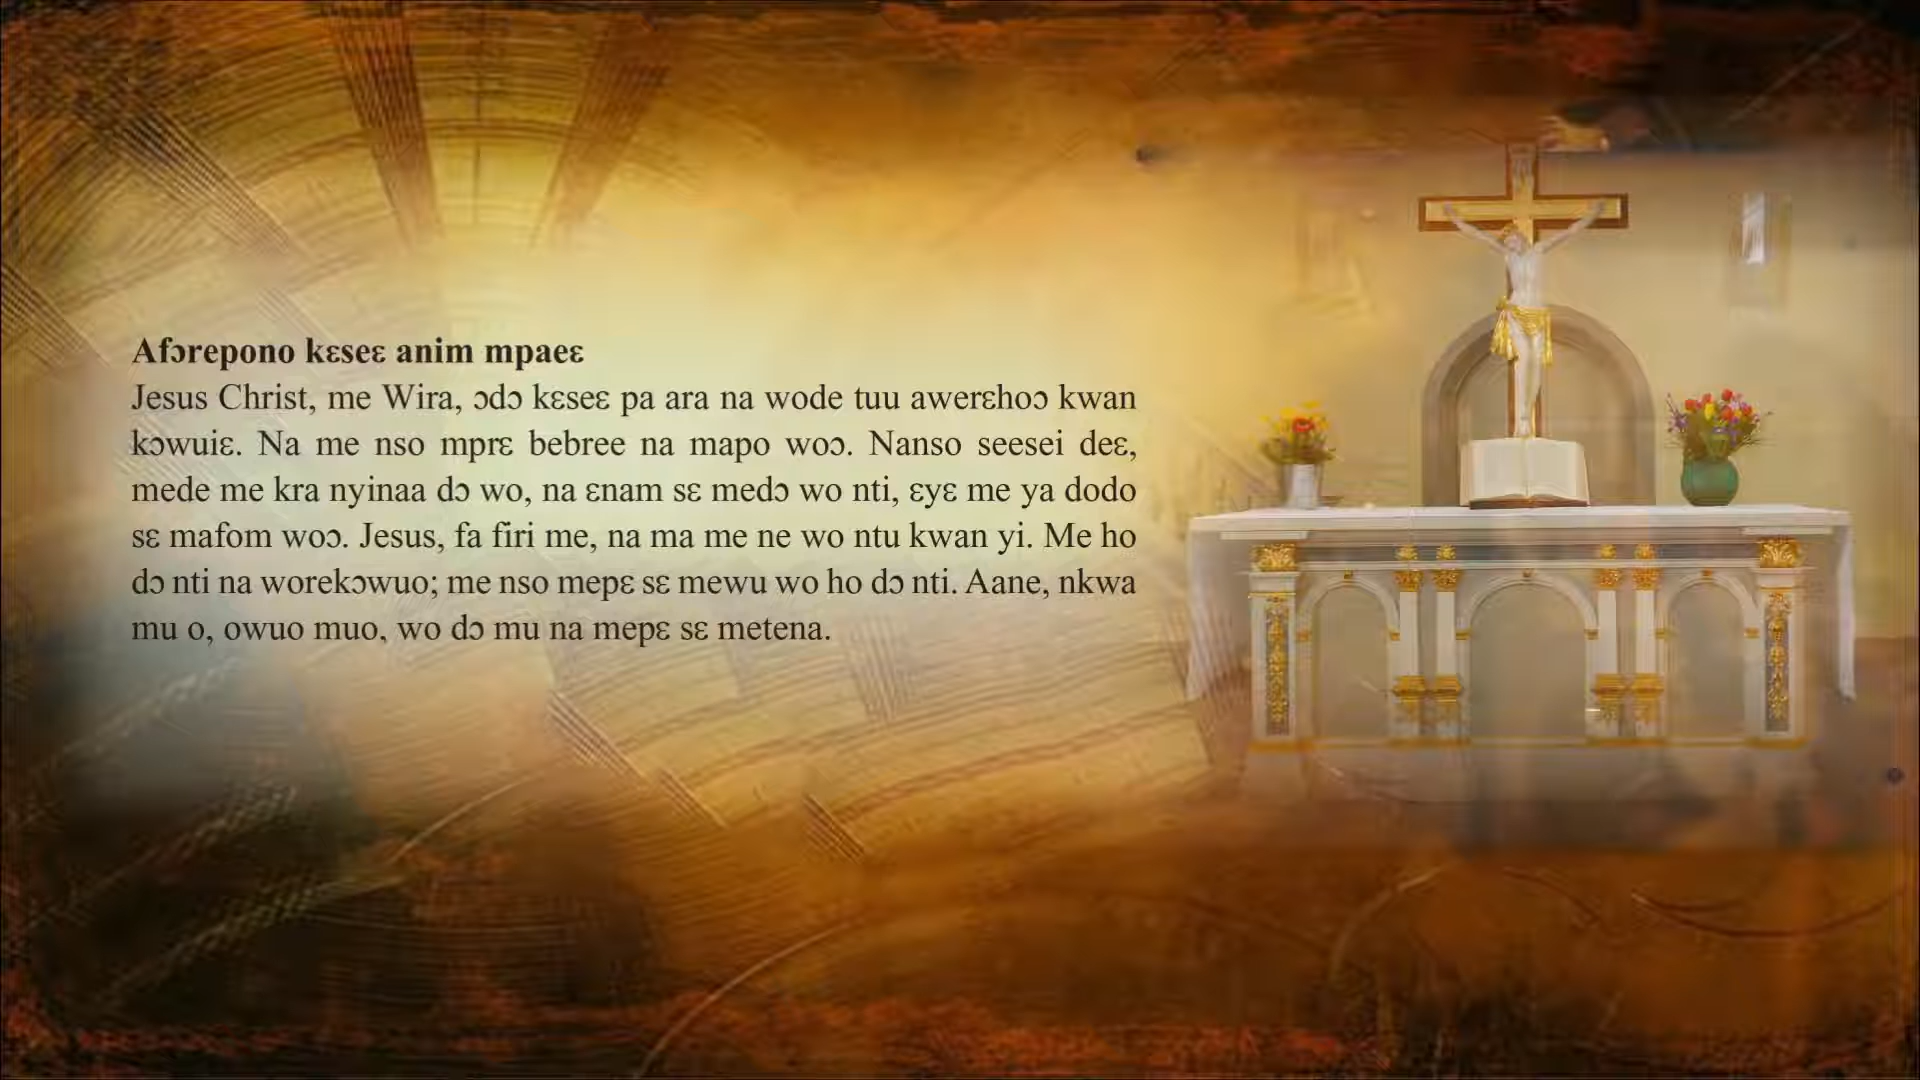 Afɔrepono kɛseɛ anim mpaeɛ
Jesus Christ, me Wira, ɔdɔ kɛseɛ pa ara na wode tuu awerɛhoɔ kwan
kɔwuiɛ. Na me nso mprɛ bebree na mapo woɔ. Nanso seesei deɛ,
mede me kra nyinaa dɔ wo, na ɛnam sɛ medɔ wo nti, ɛyɛ me ya dodo
sɛ mafom woɔ. Jesus, fa firi me, na ma me ne wo ntu kwan yi. Me ho
dɔ nti na worekɔwuo; me nso mepɛ sɛ mewu wo ho dɔ nti. Aane, nkwa
mu o, owuo muo, wo dɔ mu na mepɛ sɛ metena.